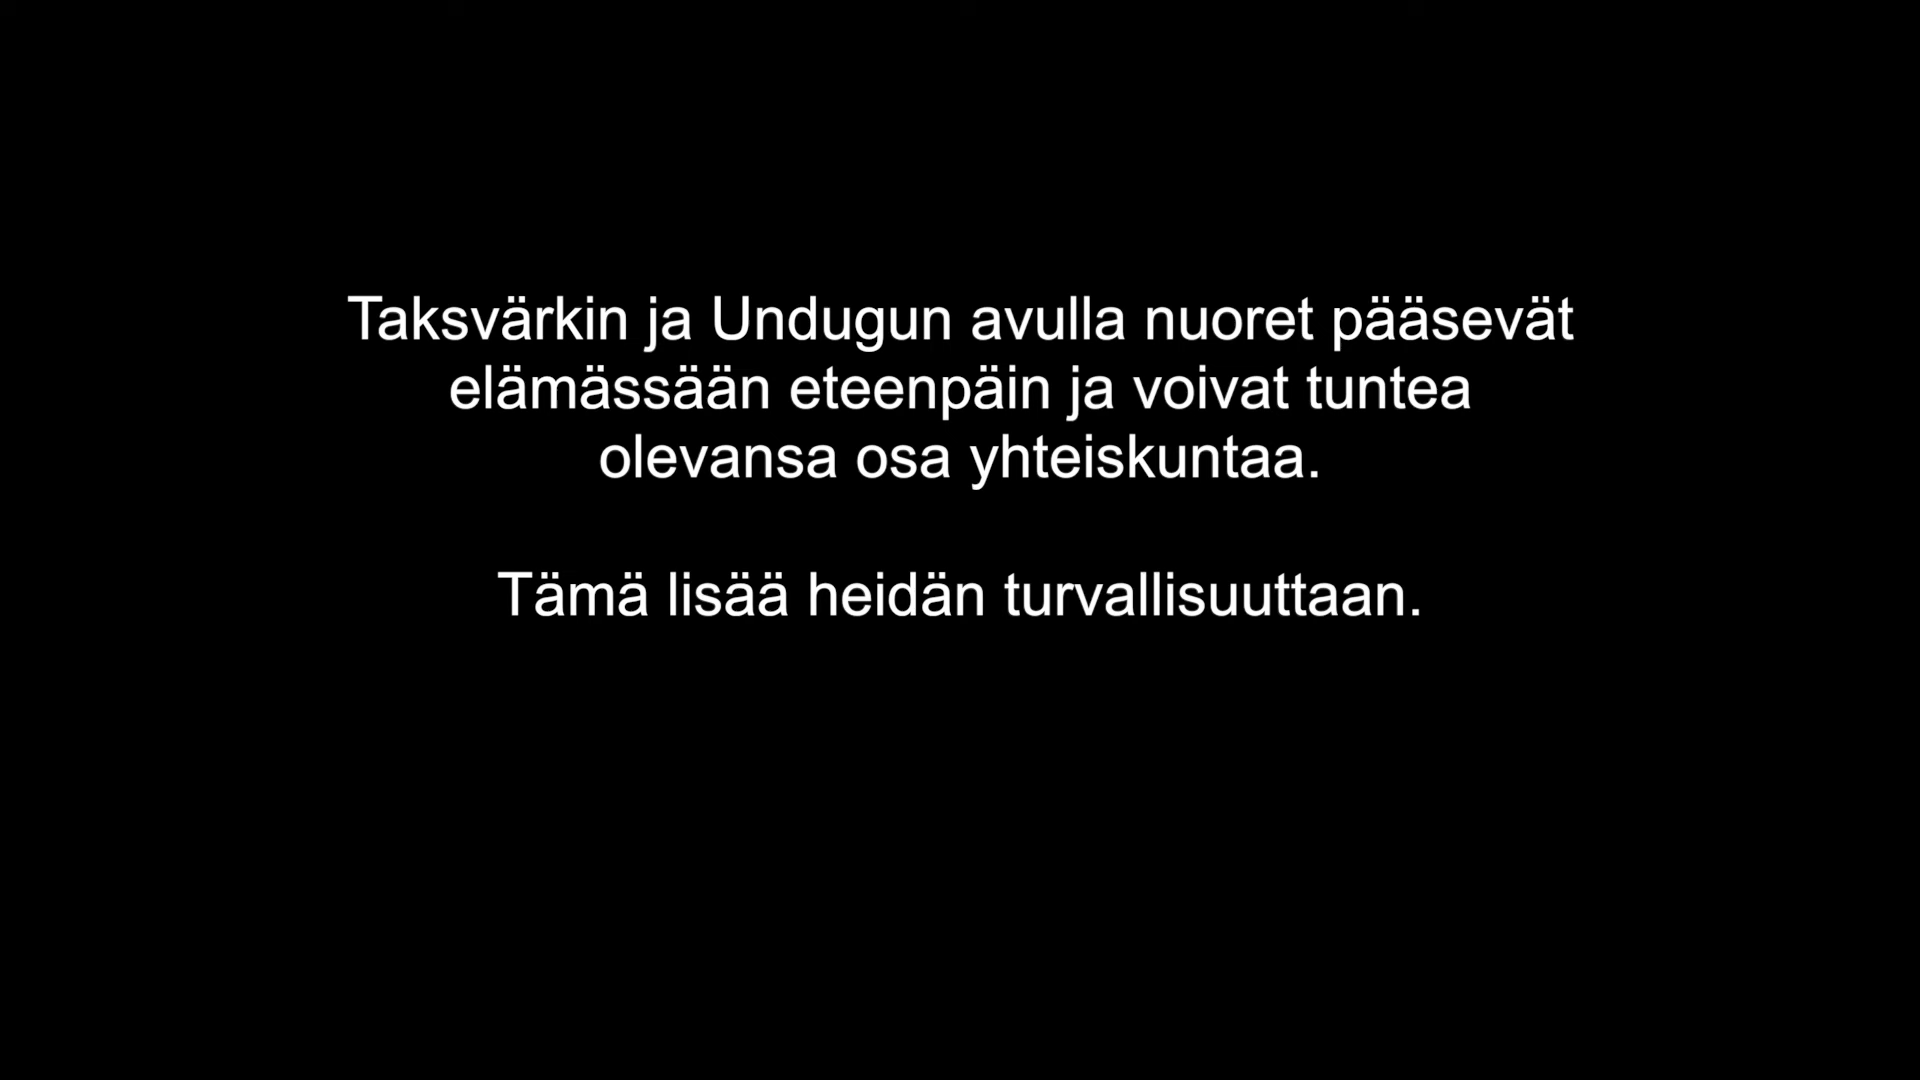 Taksvärkin ja Undugun avulla nuoret pääsevät
elämässään eteenpäin ja voivat tuntea
olevansa osa yhteiskuntaa.
Tämä lisää heidän turvallisuuttaan.